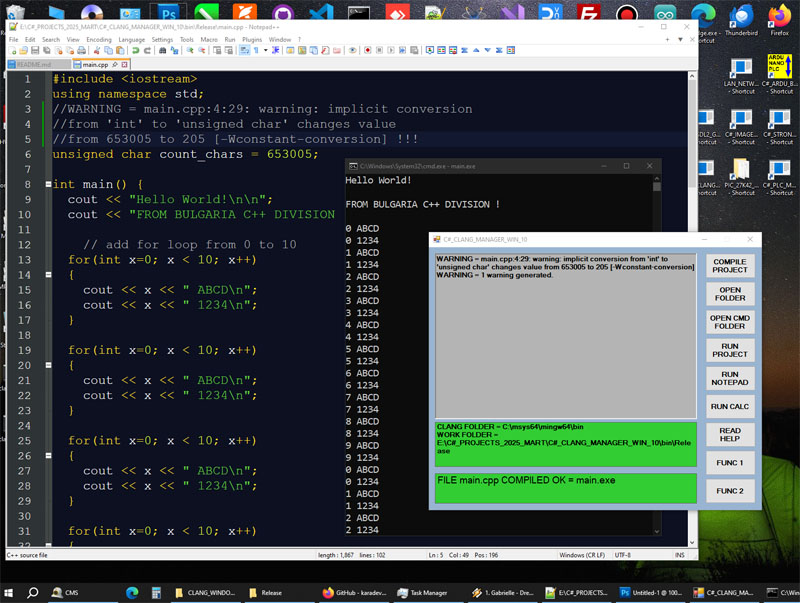 E:\C#_PROJECTS_2025_MART\C#_CLANG_MANAGER_WIN_10\bin\Release\main.cpp - Notepad++
File Edit Search View Encoding Language Settings Tools Macro Run Plugins Window ?
README.md main.cpp
1 #include <iostream>
2 using namespace std;
3 //WARNING = main.cpp:4:29: warning: implicit conversion
4 //from 'int' to 'unsigned char' changes value
5 //from 653005 to 205 [-Wconstant-conversion] !!!
6 unsigned char count_chars = 653005;
7
8 int main() {
9 cout << "Hello World!\n\n";
10 cout << "FROM BULGARIA C++ DIVISION
11
12 // add for loop from 0 to 10
13 for(int x=0; x < 10; x++)
14 {
15 cout << x << " ABCD\n";
16 cout << x << " 1234\n";
17 }
18
19 for(int x=0; x < 10; x++)
20 {
21 cout << x << " ABCD\n";
22 cout << x << " 1234\n";
23 }
24
25 for(int x=0; x < 10; x++)
26 {
27 cout << x << " ABCD\n";
28 cout << x << " 1234\n";
29 }
30
31 for(int x=0; x < 10; x++)
32 {
C++ source file length : 1,867 lines : 102 Ln : 5 Col : 49 Pos : 196 Windows (CR LF) UTF-8 INS
C:\Windows\System32\cmd.exe - main.exe
Hello World!
FROM BULGARIA C++ DIVISION !
0 ABCD
0 1234
1 ABCD
1 1234
2 ABCD
2 1234
3 ABCD
3 1234
4 ABCD
4 1234
5 ABCD
5 1234
6 ABCD
6 1234
7 ABCD
7 1234
8 ABCD
8 1234
9 ABCD
9 1234
0 ABCD
0 1234
1 ABCD
1 1234
2 ABCD
2 1234
C#_CLANG_MANAGER_WIN_10
WARNING = main.cpp:4:29: warning: implicit conversion from 'int' to
'unsigned char' changes value from 653005 to 205 [-Wconstant-conversion]
WARNING = 1 warning generated.
CLANG FOLDER = C:\msys64\mingw64\bin
WORK FOLDER =
E:\C#_PROJECTS_2025_MART\C#_CLANG_MANAGER_WIN_10\bin\Rele
ase
FILE main.cpp COMPILED OK = main.exe
COMPILE
PROJECT
OPEN
FOLDER
OPEN CMD
FOLDER
RUN
PROJECT
RUN
NOTEPAD
RUN CALC
READ
HELP
FUNC 1
FUNC 2
Thunderbird
Firefox
ARDU
NANO
PLC
LAN_NETW...
- Shortcut
C#_ARDU_B...
- Shortcut
C#_IMAGE...
- Shortcut
C#_STRON...
- Shortcut
PIC_27K42_...
- Shortcut
C#_PLC_M...
- Shortcut
CMS
CLANG_WINDO...
Release
GitHub - karadev...
Task Manager
1. Gabrielle - Dre...
E:\C#_PROJECTS...
Untitled-1 @ 100...
C#_CLANG_MA...
C:\Win